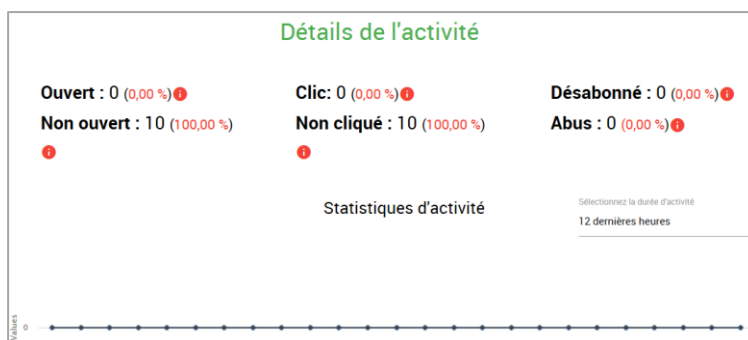 Détails de l'activité
Ouvert : 0 (0,00 %)
Clic: 0 (0,00 %)
Désabonné : 0 (0,00 %)
Non ouvert : 10 (100,00 %)
Non cliqué : 10 (100,00 %)
Abus : 0 (0,00 %)
Statistiques d'activité
Sélectionnez la durée d'activité
12 dernières heures
Values
0